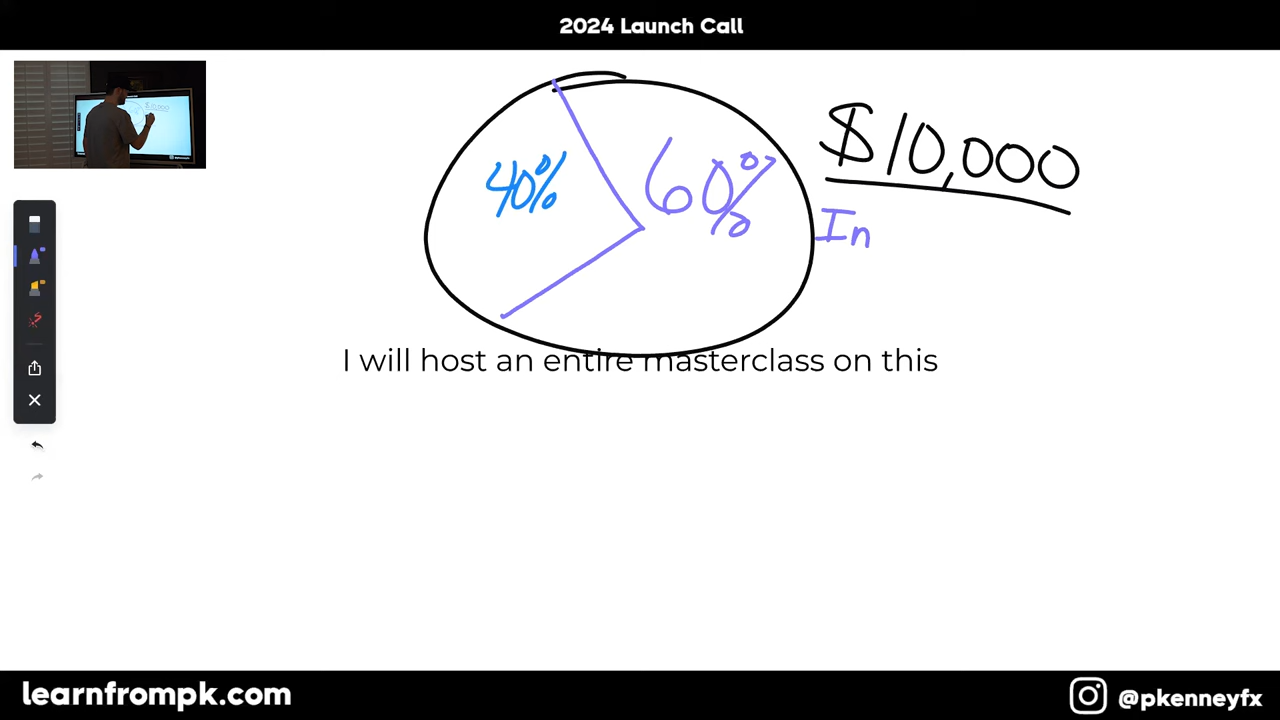 2024 Launch Call
40%
60%
$10,000
In
I will host an entire masterclass on this
learnfrompk.com
@pkenneyfx